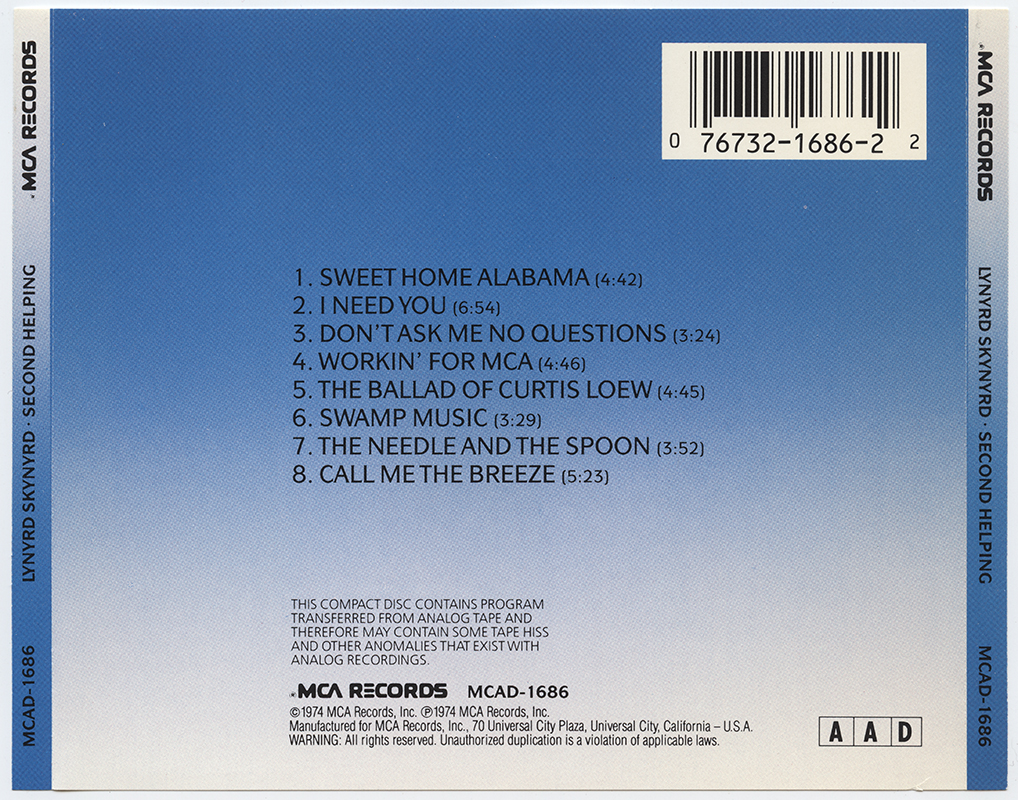 MCA RECORDS
LYNYRD SKYNYRD · SECOND HELPING
MCAD-1686
0 76732-1686-2 2
1. SWEET HOME ALABAMA (4:42)
2. I NEED YOU (6:54)
3. DON'T ASK ME NO QUESTIONS (3:24)
4. WORKIN' FOR MCA (4:46)
5. THE BALLAD OF CURTIS LOEW (4:45)
6. SWAMP MUSIC (3:29)
7. THE NEEDLE AND THE SPOON (3:52)
8. CALL ME THE BREEZE (5:23)
THIS COMPACT DISC CONTAINS PROGRAM
TRANSFERRED FROM ANALOG TAPE AND
THEREFORE MAY CONTAIN SOME TAPE HISS
AND OTHER ANOMALIES THAT EXIST WITH
ANALOG RECORDINGS.
MCA RECORDS MCAD-1686
©1974 MCA Records, Inc. ℗1974 MCA Records, Inc.
Manufactured for MCA Records, Inc., 70 Universal City Plaza, Universal City, California – U.S.A.
WARNING: All rights reserved. Unauthorized duplication is a violation of applicable laws.
A A D
MCA RECORDS
LYNYRD SKYNYRD · SECOND HELPING
MCAD-1686